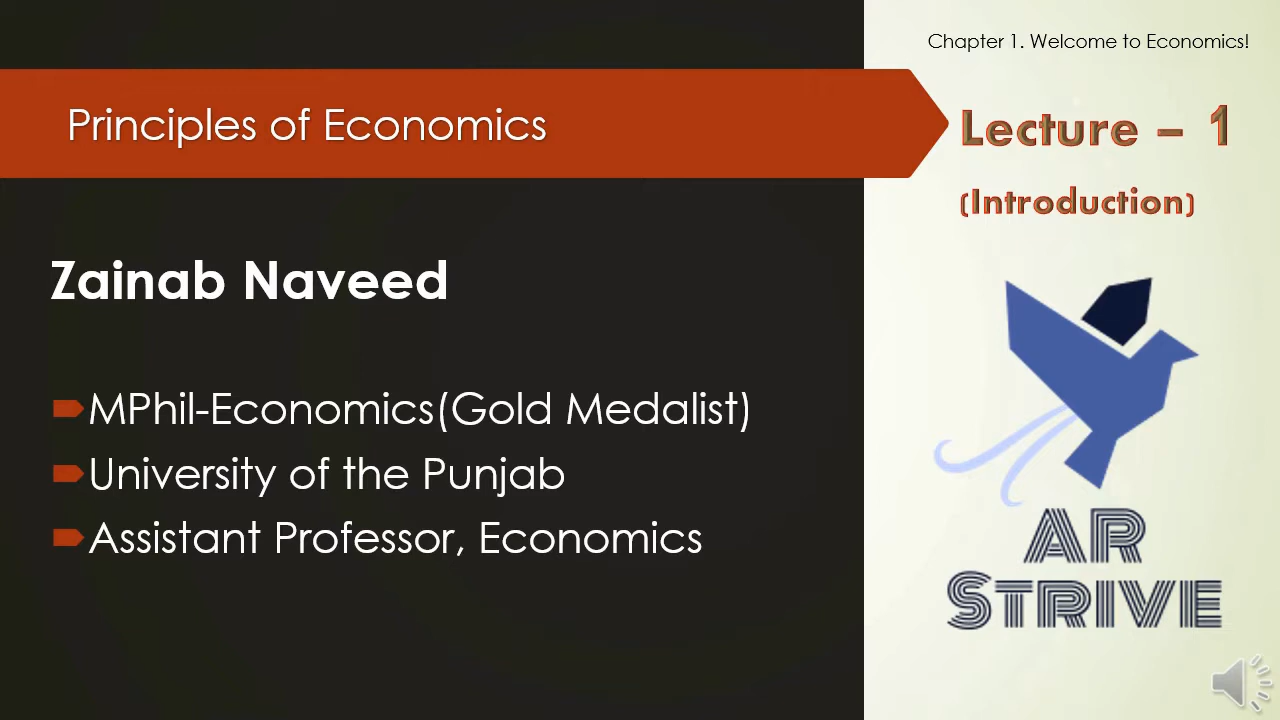 Chapter 1. Welcome to Economics!
Principles of Economics
Lecture – 1
(Introduction)
Zainab Naveed
MPhil-Economics(Gold Medalist)
University of the Punjab
Assistant Professor, Economics
AR
STRIVE